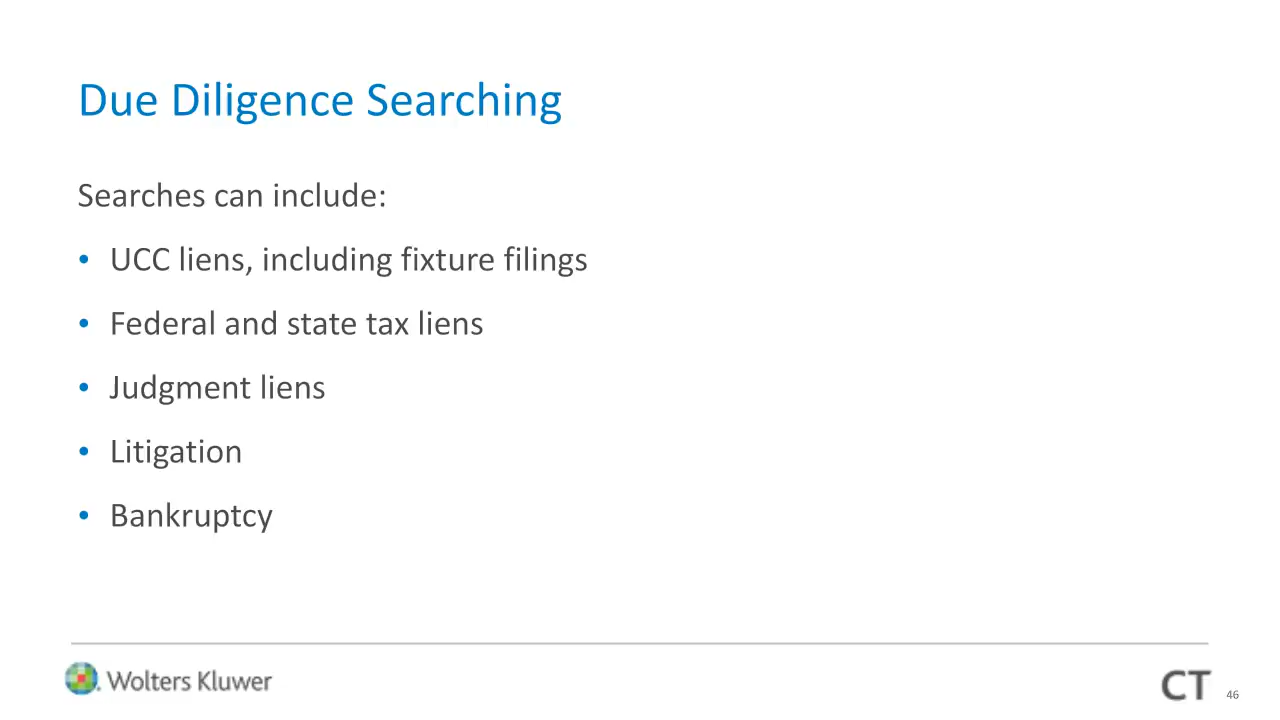 Due Diligence Searching
Searches can include:
• UCC liens, including fixture filings
• Federal and state tax liens
• Judgment liens
• Litigation
• Bankruptcy
Wolters Kluwer
CT
46